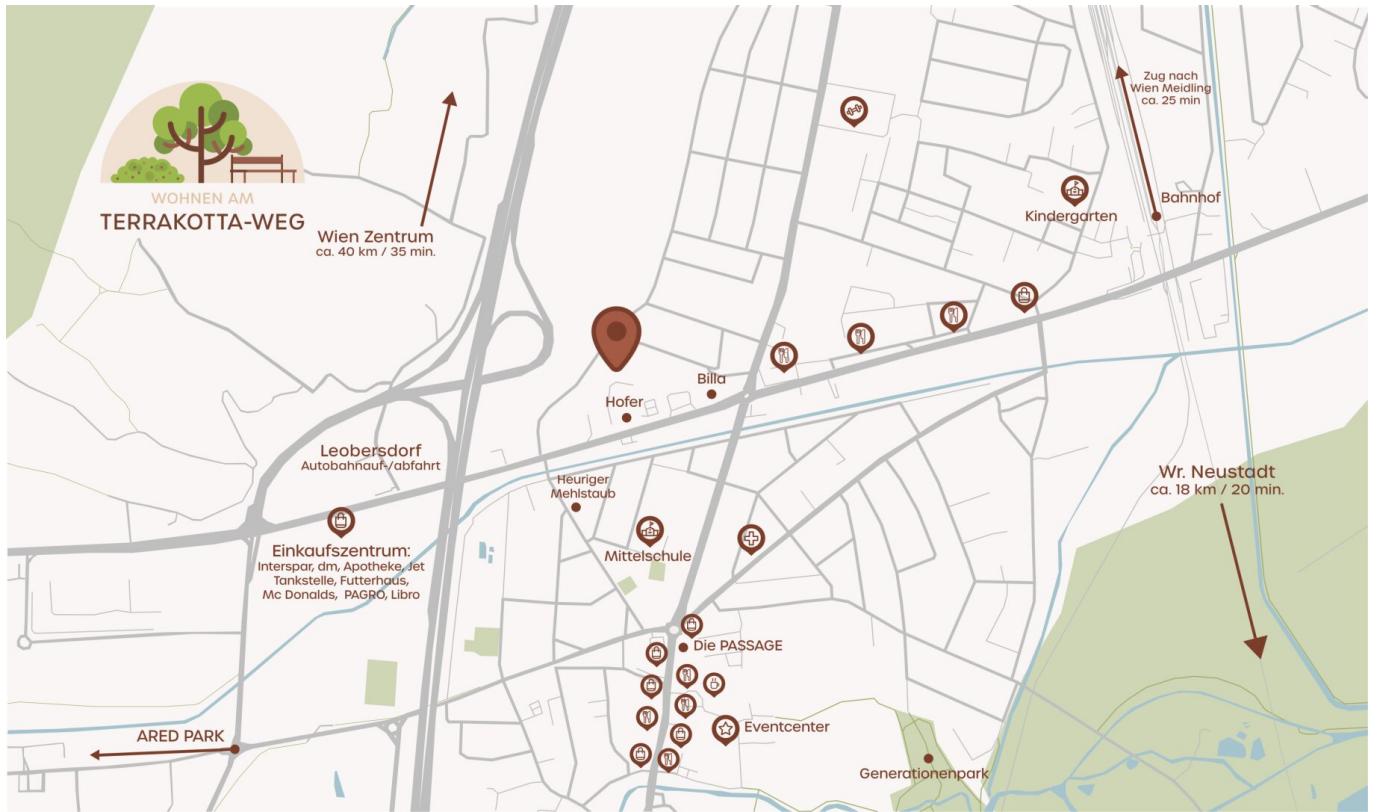 WOHNEN AM
TERRAKOTTA-WEG
Wien Zentrum
ca. 40 km / 35 min.
Zug nach
Wien Meidling
ca. 25 min
Kindergarten
Bahnhof
Billa
Hofer
Leobersdorf
Autobahnauf-/abfahrt
Heuriger
Mehlstaub
Wr. Neustadt
ca. 18 km / 20 min.
Einkaufszentrum:
Interspar, dm, Apotheke, Jet
Tankstelle, Futterhaus,
Mc Donalds, PAGRO, Libro
Mittelschule
Die PASSAGE
Eventcenter
ARED PARK
Generationenpark